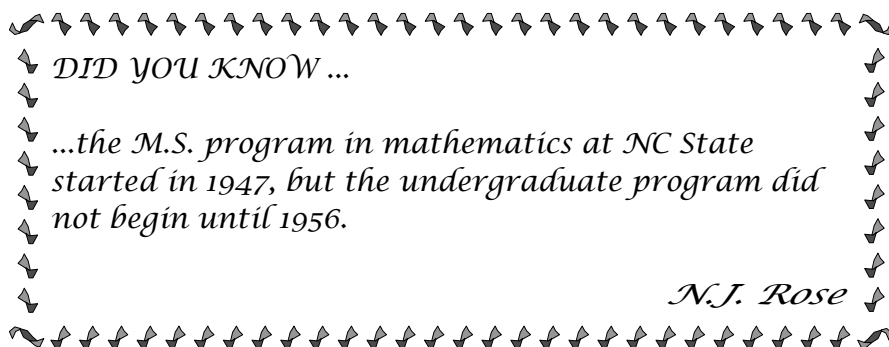 DID YOU KNOW ...
...the M.S. program in mathematics at NC State
started in 1947, but the undergraduate program did
not begin until 1956.
N.J. Rose